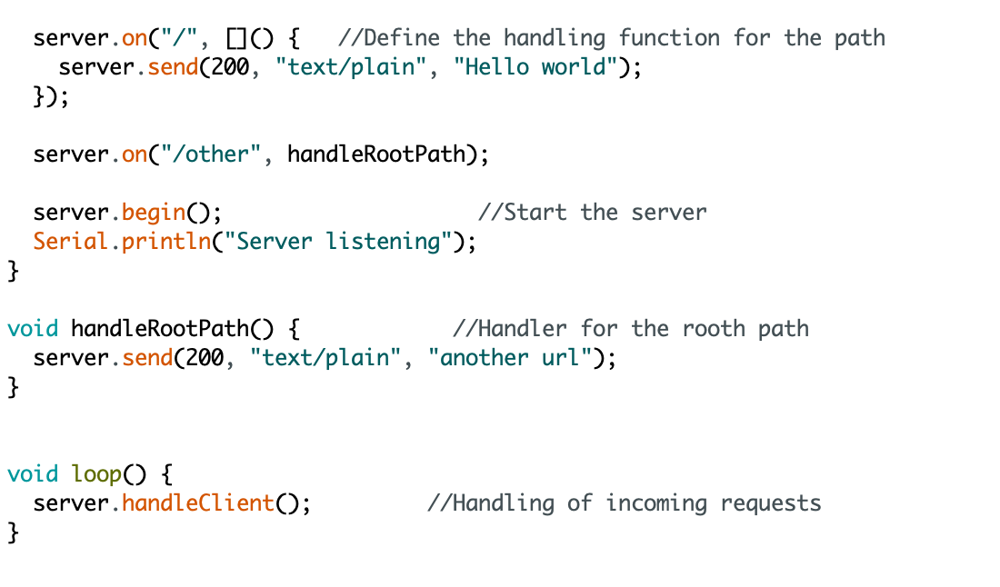 server.on("/", []() {   //Define the handling function for the path
server.send(200, "text/plain", "Hello world");
});
server.on("/other", handleRootPath);
server.begin();                    //Start the server
Serial.println("Server listening");
}
void handleRootPath() {            //Handler for the rooth path
server.send(200, "text/plain", "another url");
}
void loop() {
server.handleClient();         //Handling of incoming requests
}